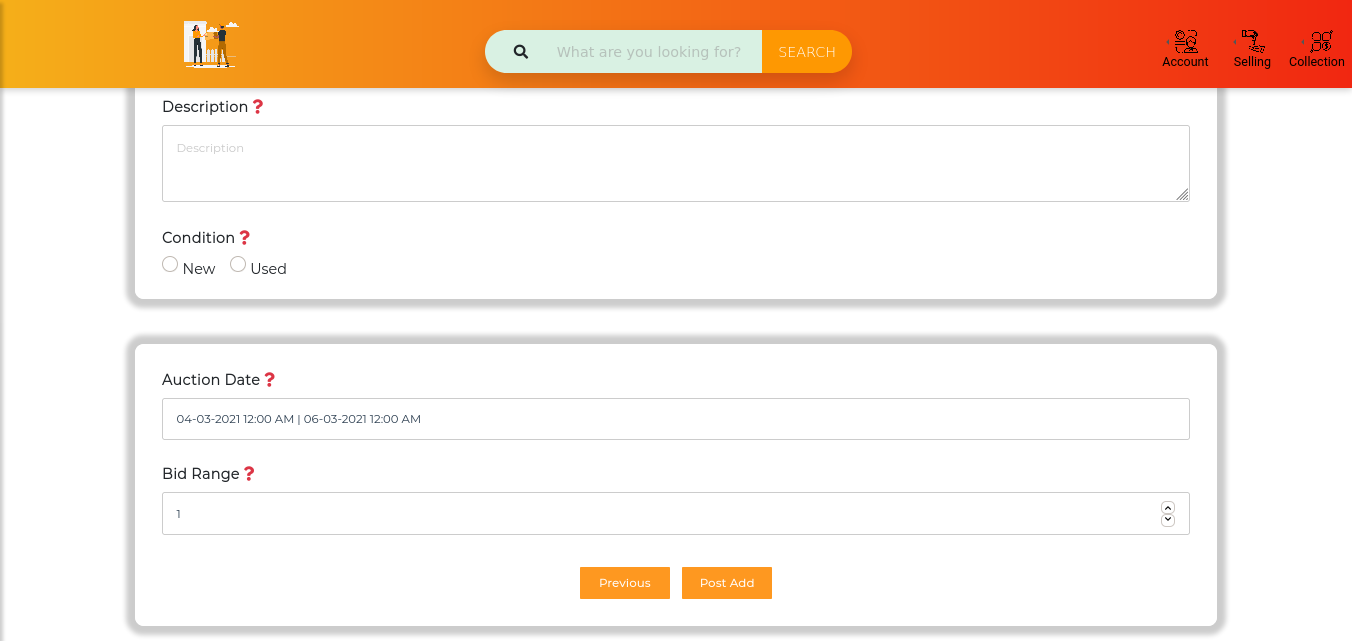 What are you looking for?
SEARCH
Account
Selling
Collection
Description ?
Description
Condition ?
New
Used
Auction Date ?
04-03-2021 12:00 AM | 06-03-2021 12:00 AM
Bid Range ?
1
Previous
Post Add